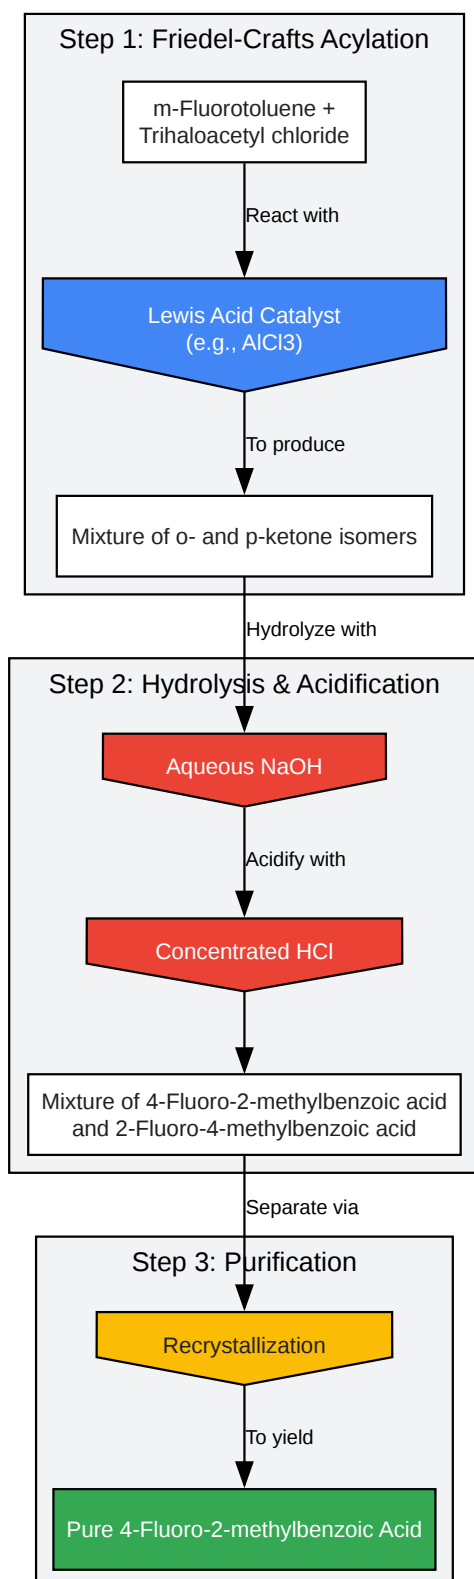 Step 1: Friedel-Crafts Acylation
m-Fluorotoluene +
Trihaloacetyl chloride
React with
Lewis Acid Catalyst
(e.g., AlCl3)
To produce
Mixture of o- and p-ketone isomers
Hydrolyze with
Step 2: Hydrolysis & Acidification
Aqueous NaOH
Acidify with
Concentrated HCl
Mixture of 4-Fluoro-2-methylbenzoic acid
and 2-Fluoro-4-methylbenzoic acid
Separate via
Step 3: Purification
Recrystallization
To yield
Pure 4-Fluoro-2-methylbenzoic Acid